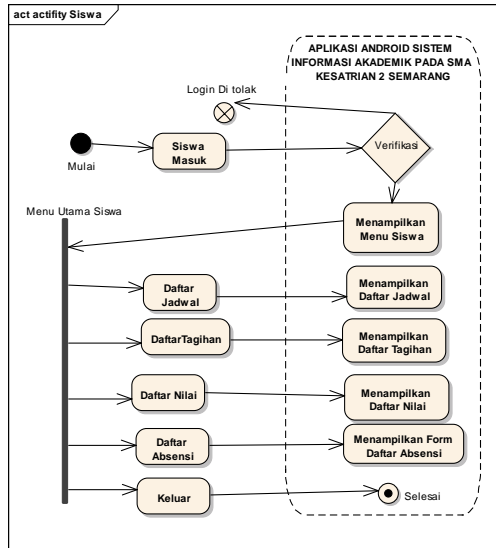 act actifity Siswa
APLIKASI ANDROID SISTEM
INFORMASI AKADEMIK PADA SMA
KESATRIAN 2 SEMARANG
Login Di tolak
Mulai
Siswa
Masuk
Verifikasi
Menu Utama Siswa
Menampilkan
Menu Siswa
Daftar
Jadwal
Menampilkan
Daftar Jadwal
DaftarTagihan
Menampilkan
Daftar Tagihan
Daftar Nilai
Menampilkan
Daftar Nilai
Daftar
Absensi
Menampilkan Form
Daftar Absensi
Keluar
Selesai